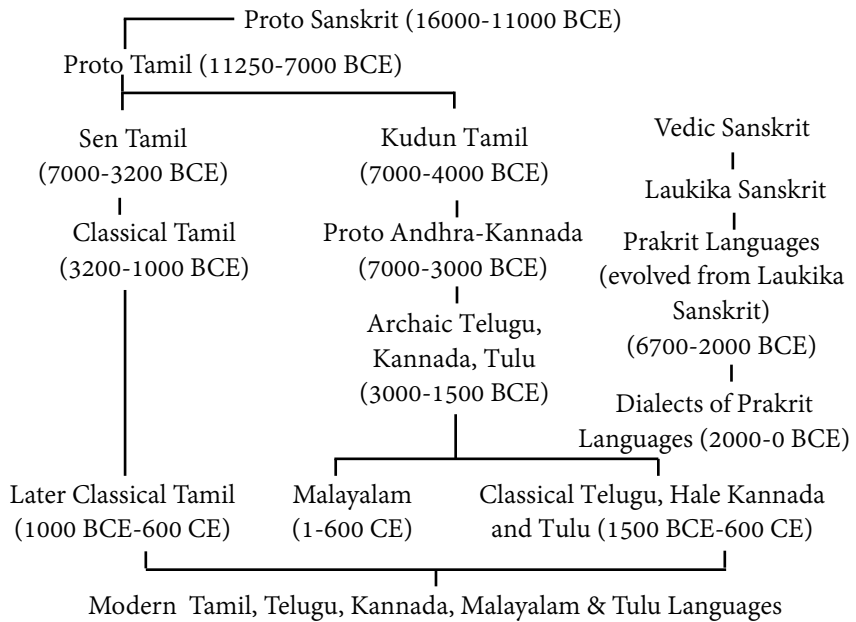 Proto Sanskrit (16000-11000 BCE)
Proto Tamil (11250-7000 BCE)
Sen Tamil
(7000-3200 BCE)
Classical Tamil
(3200-1000 BCE)
Later Classical Tamil
(1000 BCE-600 CE)
Kudun Tamil
(7000-4000 BCE)
Proto Andhra-Kannada
(7000-3000 BCE)
Archaic Telugu,
Kannada, Tulu
(3000-1500 BCE)
Malayalam
(1-600 CE)
Classical Telugu, Hale Kannada
and Tulu (1500 BCE-600 CE)
Vedic Sanskrit
Laukika Sanskrit
Prakrit Languages
(evolved from Laukika
Sanskrit)
(6700-2000 BCE)
Dialects of Prakrit
Languages (2000-0 BCE)
Modern Tamil, Telugu, Kannada, Malayalam & Tulu Languages